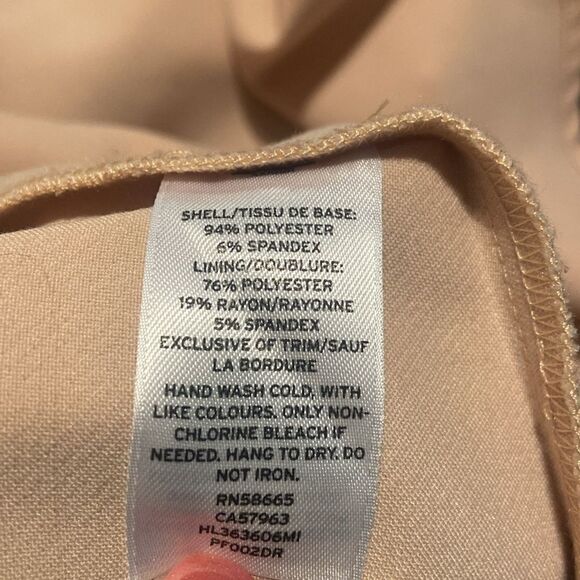 SHELL/TISSU DE BASE:
94% POLYESTER
6% SPANDEX
LINING/DOUBLURE:
76% POLYESTER
19% RAYON/RAYONNE
5% SPANDEX
EXCLUSIVE OF TRIM/SAUF
LA BORDURE
HAND WASH COLD, WITH
LIKE COLOURS. ONLY NON-
CHLORINE BLEACH IF
NEEDED. HANG TO DRY. DO
NOT IRON.
RN58665
CA57963
HL363606MI
PF002DR